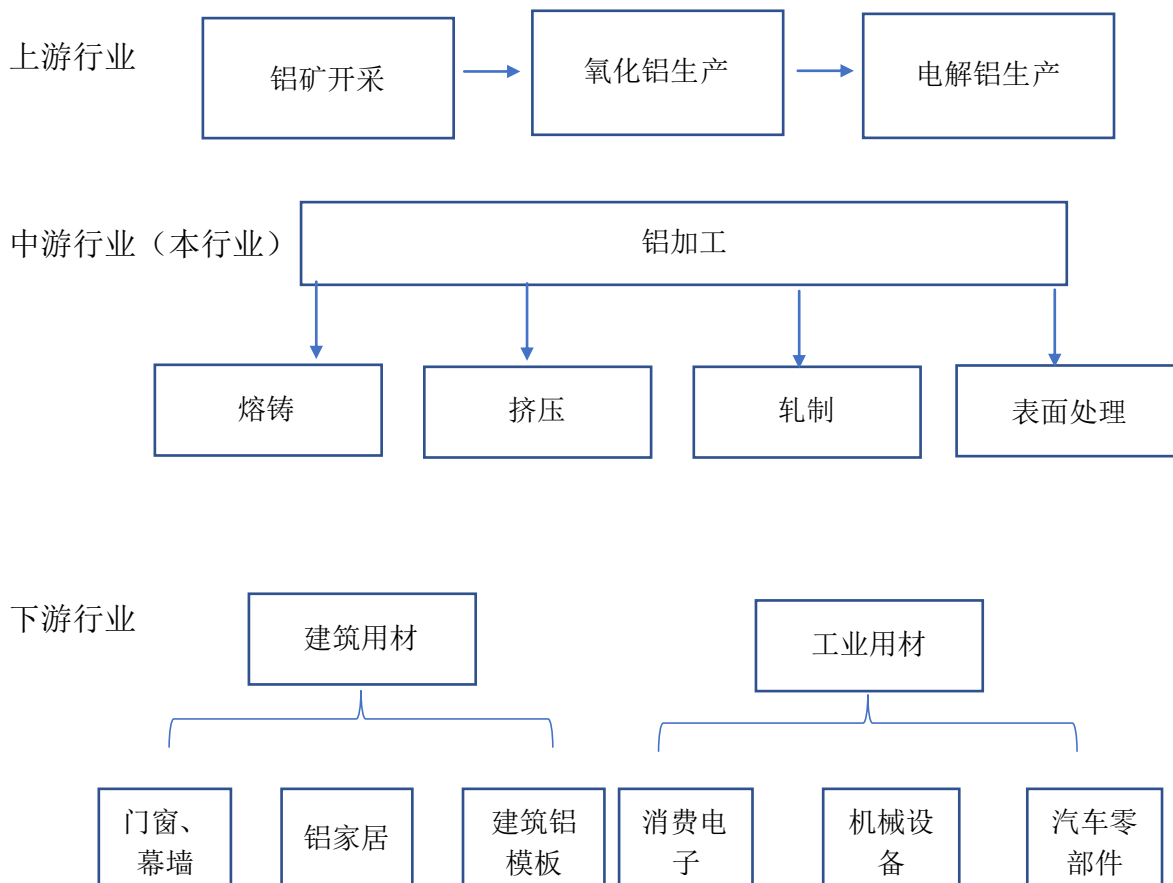 上游行业
铝矿开采
氧化铝生产
电解铝生产
中游行业（本行业）
铝加工
熔铸
挤压
轧制
表面处理
下游行业
建筑用材
工业用材
门窗、
幕墙
铝家居
建筑铝
模板
消费电
子
机械设
备
汽车零
部件